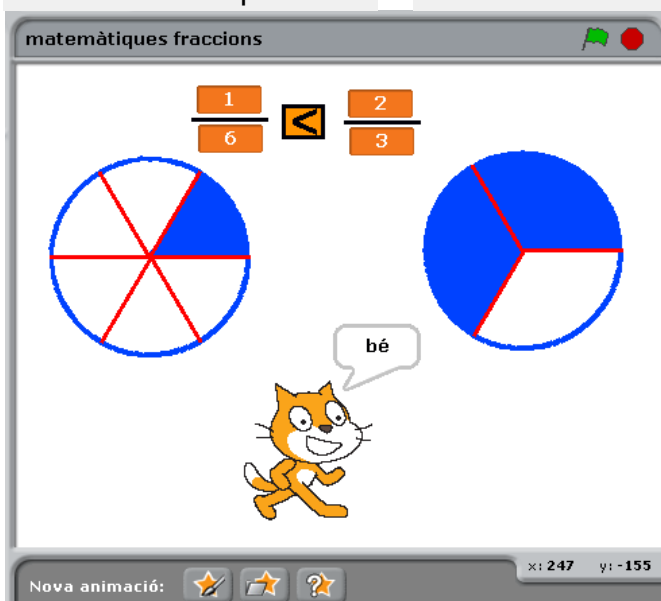 matemàtiques fraccions
1 < 2
6 3
bé
x: 247 y: -155
Nova animació: